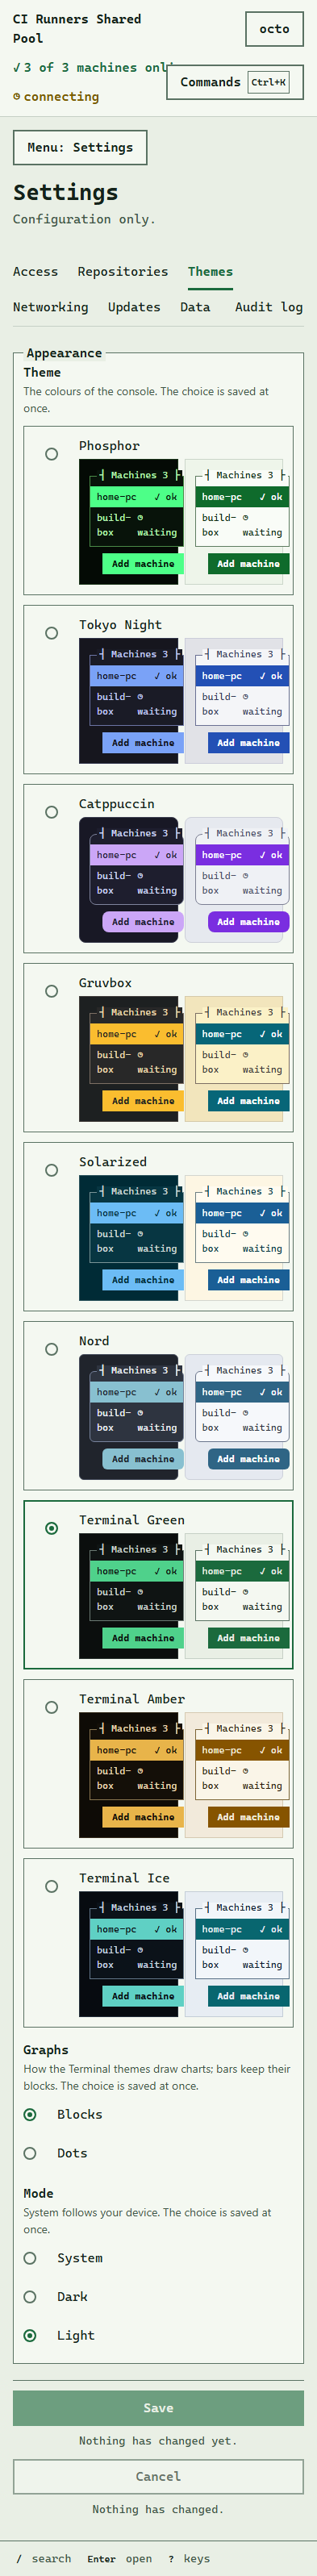 CI Runners Shared
Pool
octo
✓ 3 of 3 machines onl
Commands Ctrl+K
connecting
Menu: Settings
Settings
Configuration only.
Access Repositories Themes
Networking Updates Data Audit log
Appearance
Theme
The colours of the console. The choice is saved at
once.
Phosphor
Machines 3 Machines 3
home-pc ✓ ok home-pc ✓ ok
build- build-
box waiting box waiting
Add machine Add machine
Tokyo Night
Machines 3 Machines 3
home-pc ✓ ok home-pc ✓ ok
build- build-
box waiting box waiting
Add machine Add machine
Catppuccin
Machines 3 Machines 3
home-pc ✓ ok home-pc ✓ ok
build- build-
box waiting box waiting
Add machine Add machine
Gruvbox
Machines 3 Machines 3
home-pc ✓ ok home-pc ✓ ok
build- build-
box waiting box waiting
Add machine Add machine
Solarized
Machines 3 Machines 3
home-pc ✓ ok home-pc ✓ ok
build- build-
box waiting box waiting
Add machine Add machine
Nord
Machines 3 Machines 3
home-pc ✓ ok home-pc ✓ ok
build- build-
box waiting box waiting
Add machine Add machine
Terminal Green
Machines 3 Machines 3
home-pc ✓ ok home-pc ✓ ok
build- build-
box waiting box waiting
Add machine Add machine
Terminal Amber
Machines 3 Machines 3
home-pc ✓ ok home-pc ✓ ok
build- build-
box waiting box waiting
Add machine Add machine
Terminal Ice
Machines 3 Machines 3
home-pc ✓ ok home-pc ✓ ok
build- build-
box waiting box waiting
Add machine Add machine
Graphs
How the Terminal themes draw charts; bars keep their
blocks. The choice is saved at once.
Blocks
Dots
Mode
System follows your device. The choice is saved at
once.
System
Dark
Light
Save
Nothing has changed yet.
Cancel
Nothing has changed.
/ search Enter open ? keys